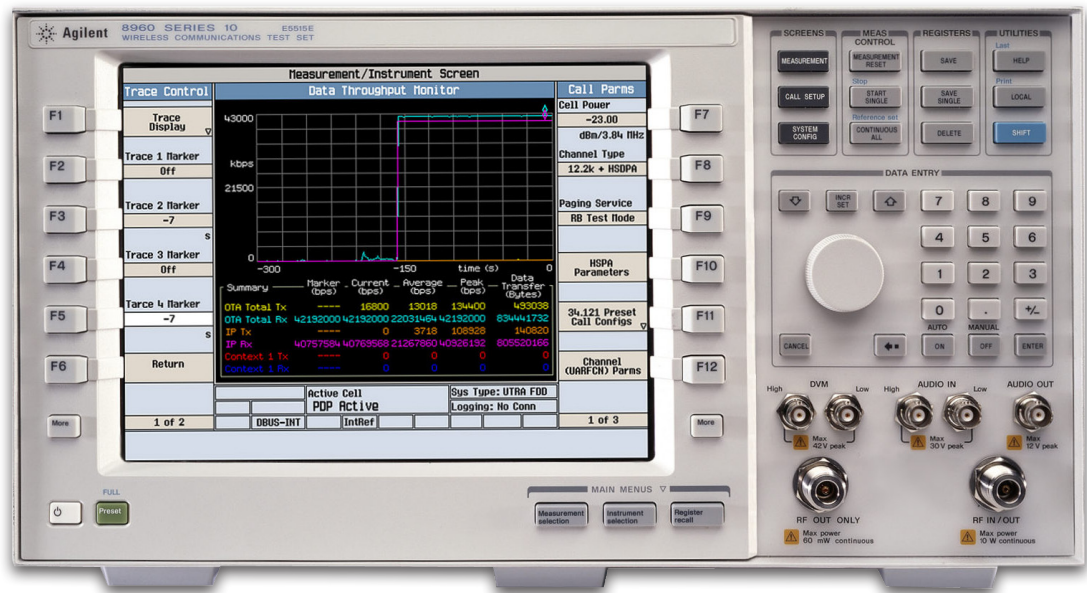 Agilent
8960 SERIES 10 E5515E
WIRELESS COMMUNICATIONS TEST SET
Measurement/Instrument Screen
Trace Control
Data Throughput Monitor
Call Parms
F1
Trace
Display
F2
Trace 1 Marker
Off
F3
Trace 2 Marker
-7
s
F4
Trace 3 Marker
Off
F5
Tarce 4 Marker
-7
s
F6
Return
More
1 of 2
43000
kbps
21500
0
-300
-150
time (s)
0
Summary
Marker (bps)
Current (bps)
Average (bps)
Peak (bps)
Data Transfer (Bytes)
OTA Total Tx ---- 16800 13018 134400 493038
OTA Total Rx 42192000 42192000 22031464 42192000 834441732
IP Tx ---- 0 3718 108928 140820
IP Rx 40757584 40769568 21287860 40926192 805520166
Context 1 Tx ---- 0 0 0 0
Context 1 Rx ---- 0 0 0 0
Active Cell
PDP Active
Sys Type: UTRA FDD
Logging: No Conn
DBUS-INT
IntRef
Cell Power
-23.00
dBm/3.84 MHz
F7
Channel Type
12.2k + HSDPA
F8
Paging Service
RB Test Mode
F9
HSPA
Parameters
F10
34.121 Preset
Call Configs
F11
Channel
(UARFCN) Parms
F12
1 of 3
More
FULL
Preset
MAIN MENUS
Measurement selection
Instrument selection
Register recall
SCREENS
MEASUREMENT
CALL SETUP
SYSTEM CONFIG
MEAS CONTROL
MEASUREMENT RESET
Stop
START SINGLE
Reference set
CONTINUOUS ALL
REGISTERS
SAVE
SAVE SINGLE
DELETE
UTILITIES
Last
HELP
Print
LOCAL
SHIFT
DATA ENTRY
INCR SET
7 8 9
4 5 6
1 2 3
0 . +/-
AUTO MANUAL
CANCEL
ON OFF ENTER
High DVM Low
Max
42 V peak
High AUDIO IN Low
Max
30 V peak
AUDIO OUT
Max
12 V peak
RF OUT ONLY
Max power
60 mW continuous
RF IN/OUT
Max power
10 W continuous